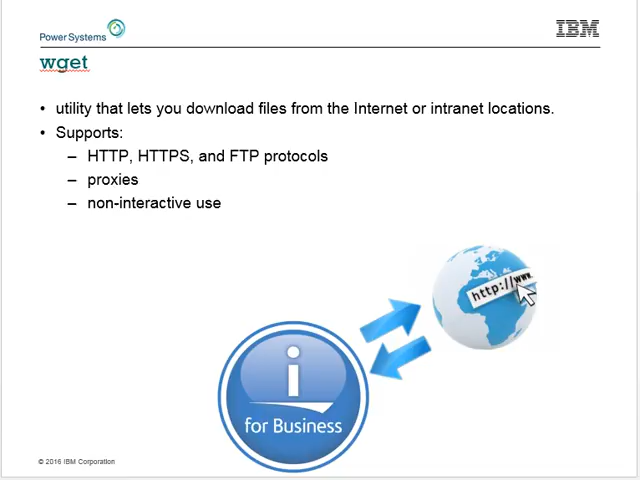 Power Systems
IBM
wget
• utility that lets you download files from the Internet or intranet locations.
• Supports:
– HTTP, HTTPS, and FTP protocols
– proxies
– non-interactive use
http://www.
i
for Business
© 2016 IBM Corporation